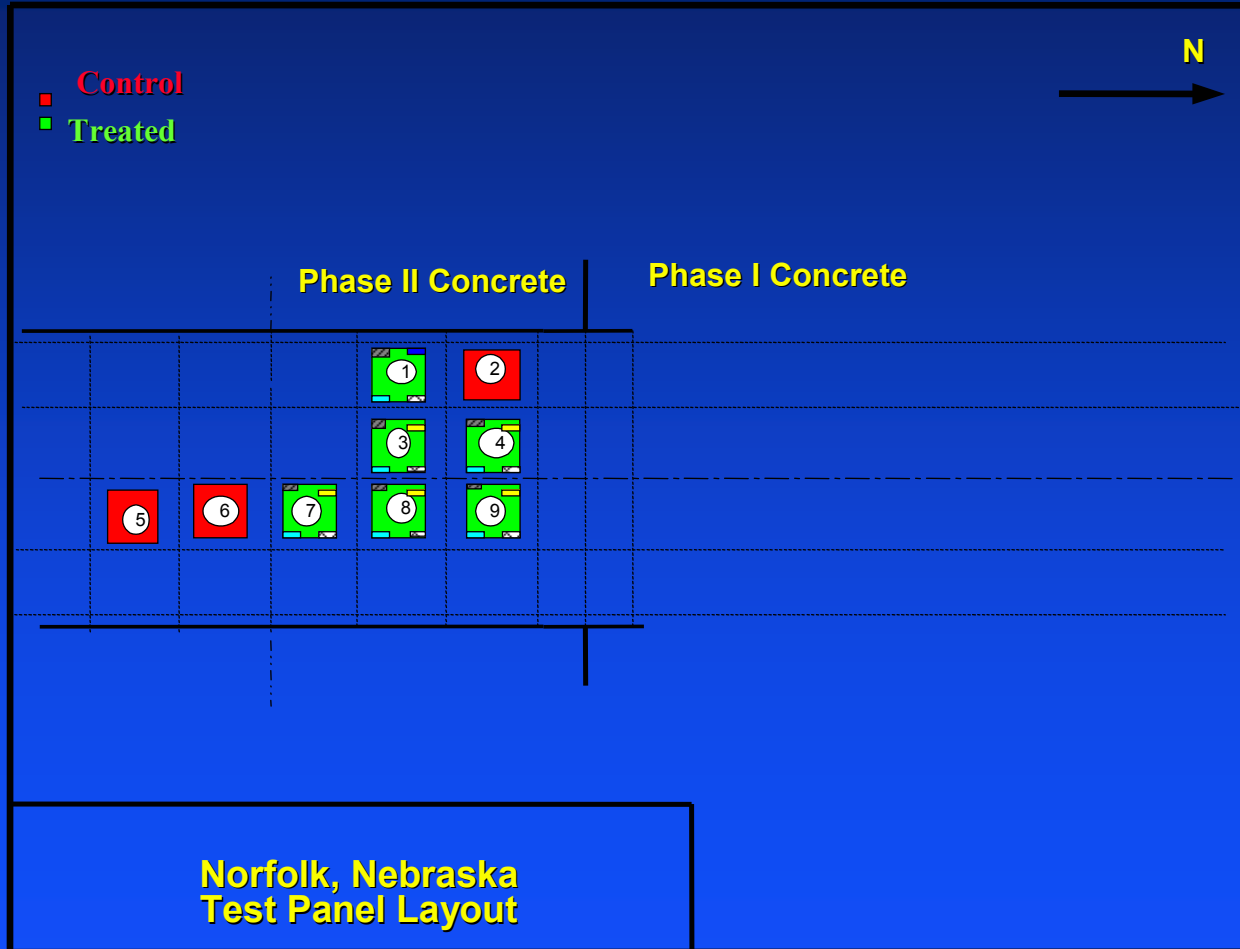 N
Control
Treated
Phase II Concrete
Phase I Concrete
1
2
3
4
5
6
7
8
9
Norfolk, Nebraska
Test Panel Layout